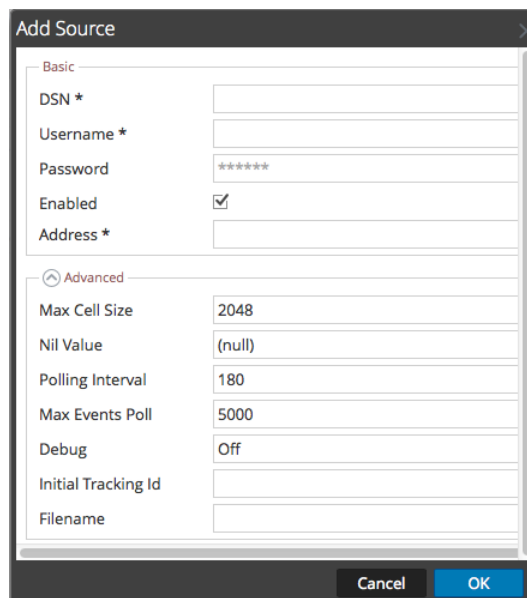 Add Source
Basic
DSN *
Username *
Password ******
Enabled
Address *
Advanced
Max Cell Size 2048
Nil Value (null)
Polling Interval 180
Max Events Poll 5000
Debug Off
Initial Tracking Id
Filename
Cancel OK